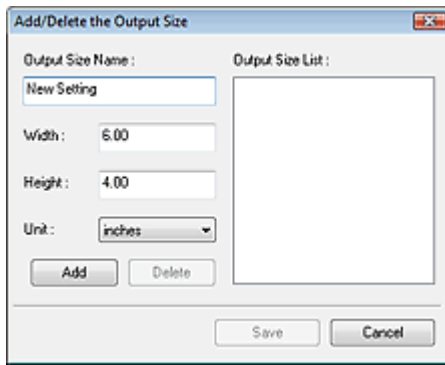 Add/Delete the Output Size
Output Size Name :
Output Size List :
New Setting
Width :
6.00
Height :
4.00
Unit :
inches
Add
Delete
Save
Cancel